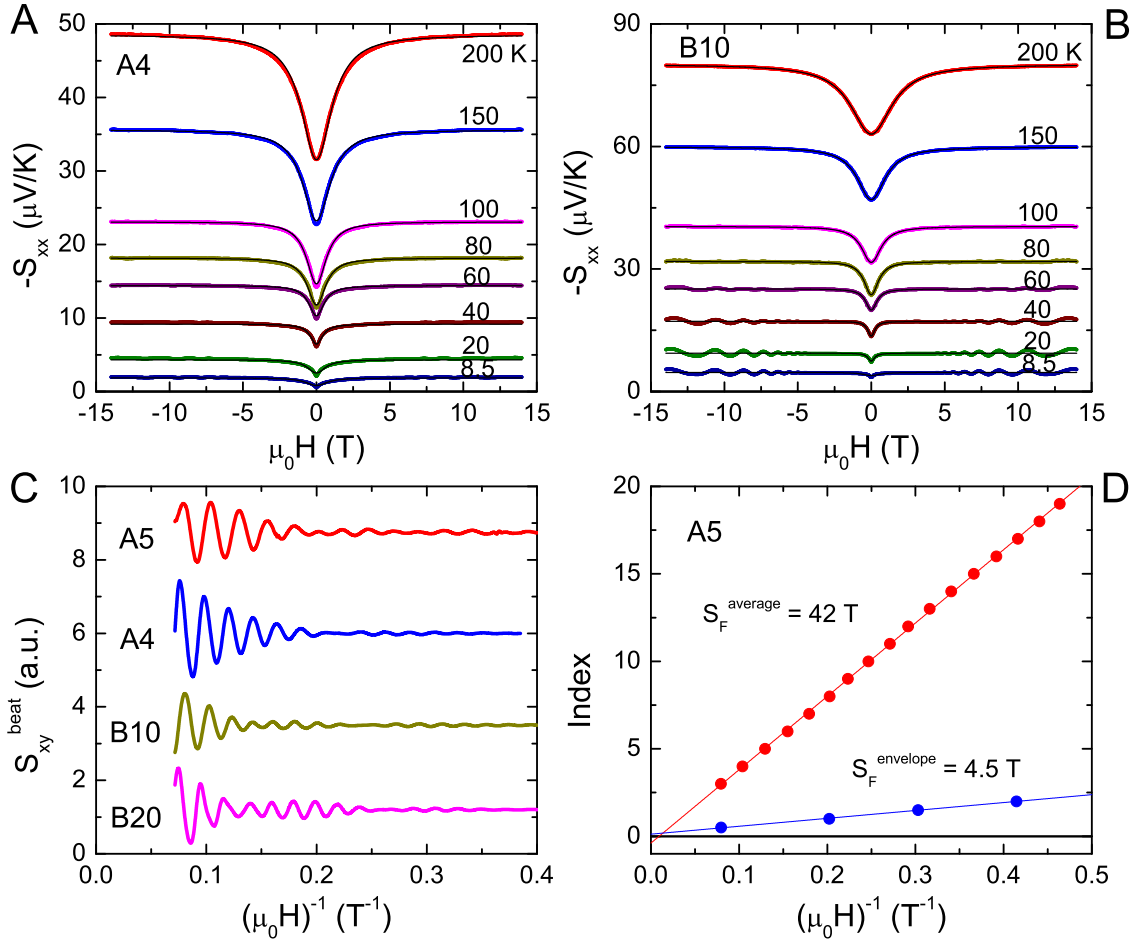 A
A4
50
40
30
20
10
0
-S_xx (μV/K)
200 K
150
100
80
60
40
20
8.5
-15 -10 -5 0 5 10 15
μ₀H (T)
B
B10
90
60
30
0
-S_xx (μV/K)
200 K
150
100
80
60
40
20
8.5
-15 -10 -5 0 5 10 15
μ₀H (T)
C
10
8
6
4
2
0
S_xy^beat (a.u.)
A5
A4
B10
B20
0.0 0.1 0.2 0.3 0.4
(μ₀H)⁻¹ (T⁻¹)
D
A5
20
15
10
5
0
Index
S_F^average = 42 T
S_F^envelope = 4.5 T
0.0 0.1 0.2 0.3 0.4 0.5
(μ₀H)⁻¹ (T⁻¹)